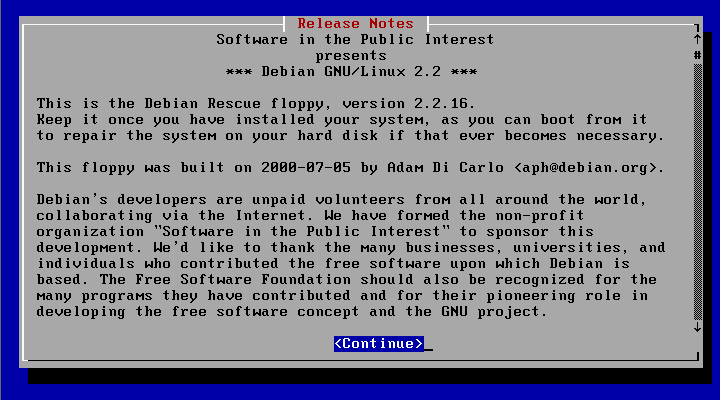 Release Notes
Software in the Public Interest
presents
*** Debian GNU/Linux 2.2 ***
This is the Debian Rescue floppy, version 2.2.16.
Keep it once you have installed your system, as you can boot from it
to repair the system on your hard disk if that ever becomes necessary.
This floppy was built on 2000-07-05 by Adam Di Carlo <aph@debian.org>.
Debian's developers are unpaid volunteers from all around the world,
collaborating via the Internet. We have formed the non-profit
organization "Software in the Public Interest" to sponsor this
development. We'd like to thank the many businesses, universities, and
individuals who contributed the free software upon which Debian is
based. The Free Software Foundation should also be recognized for the
many programs they have contributed and for their pioneering role in
developing the free software concept and the GNU project.
<Continue>